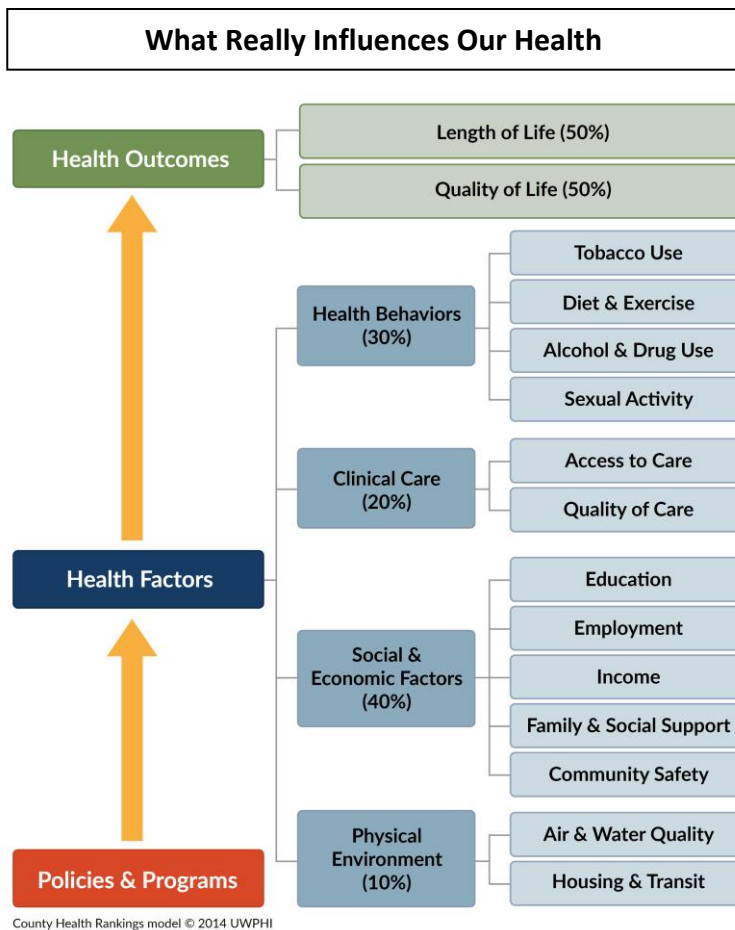 What Really Influences Our Health
Health Outcomes
Length of Life (50%)
Quality of Life (50%)
Health Factors
Health Behaviors
(30%)
Tobacco Use
Diet & Exercise
Alcohol & Drug Use
Sexual Activity
Clinical Care
(20%)
Access to Care
Quality of Care
Social &
Economic Factors
(40%)
Education
Employment
Income
Family & Social Support
Community Safety
Physical
Environment
(10%)
Air & Water Quality
Housing & Transit
Policies & Programs
County Health Rankings model © 2014 UWPHI